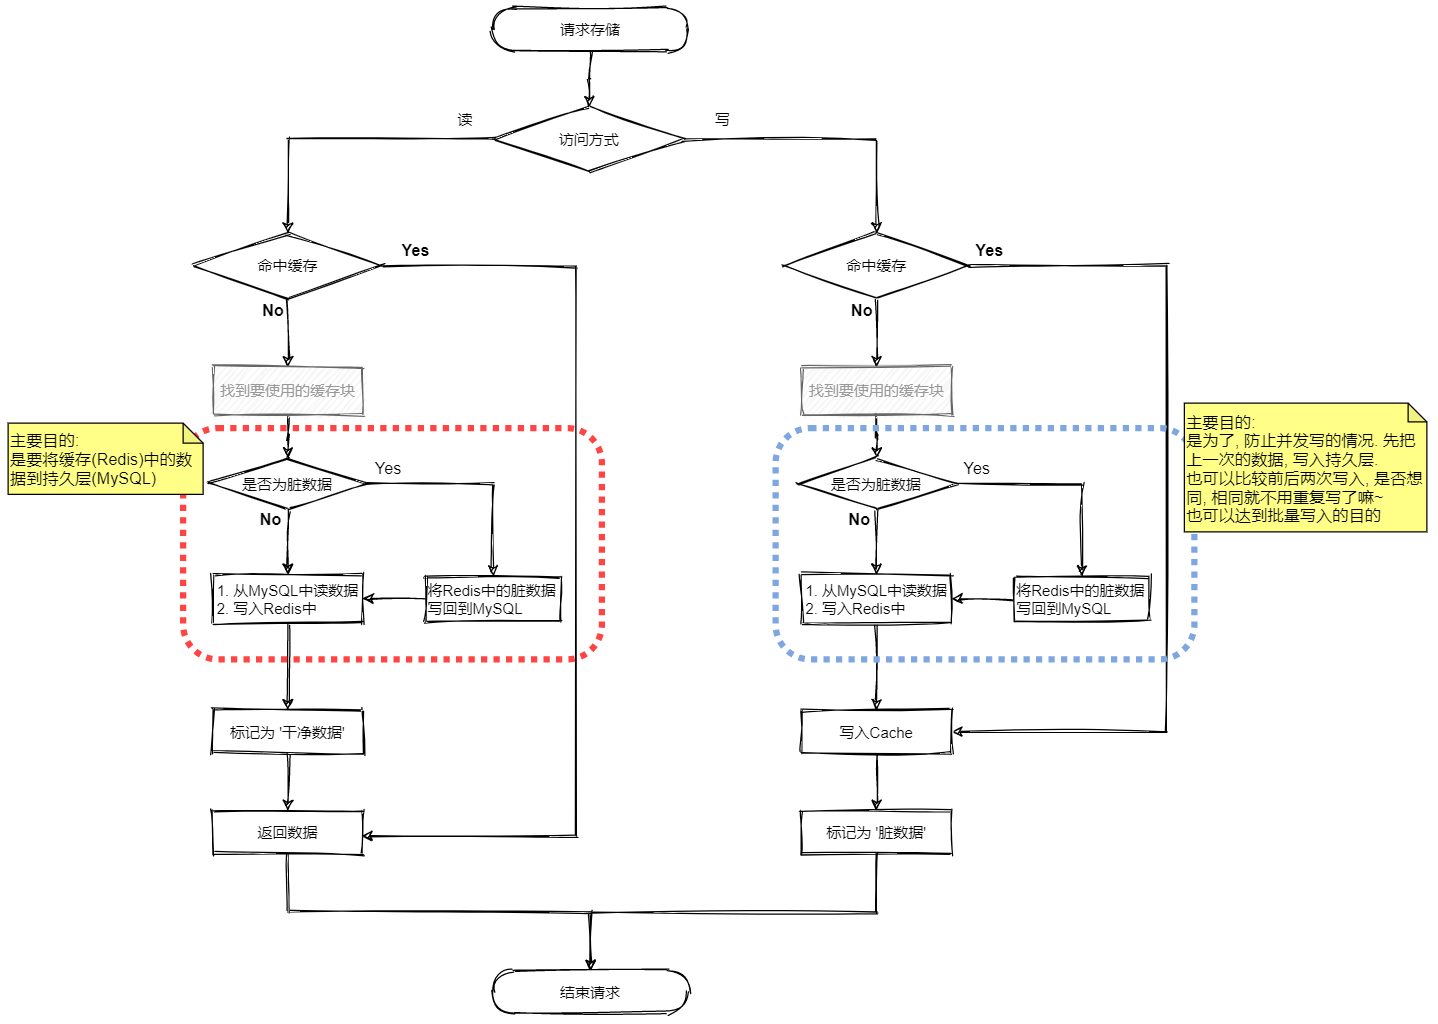 请求存储
访问方式
读
写
命中缓存
Yes
No
找到要使用的缓存块
主要目的:
是要将缓存(Redis)中的数
据到持久层(MySQL)
是否为脏数据
Yes
No
1. 从MySQL中读数据
2. 写入Redis中
将Redis中的脏数据
写回到MySQL
标记为 '干净数据'
返回数据
命中缓存
Yes
No
找到要使用的缓存块
主要目的:
是为了, 防止并发写的情况. 先把
上一次的数据, 写入持久层.
也可以比较前后两次写入, 是否想
同, 相同就不用重复写了嘛~
也可以达到批量写入的目的
是否为脏数据
Yes
No
1. 从MySQL中读数据
2. 写入Redis中
将Redis中的脏数据
写回到MySQL
写入Cache
标记为 '脏数据'
结束请求